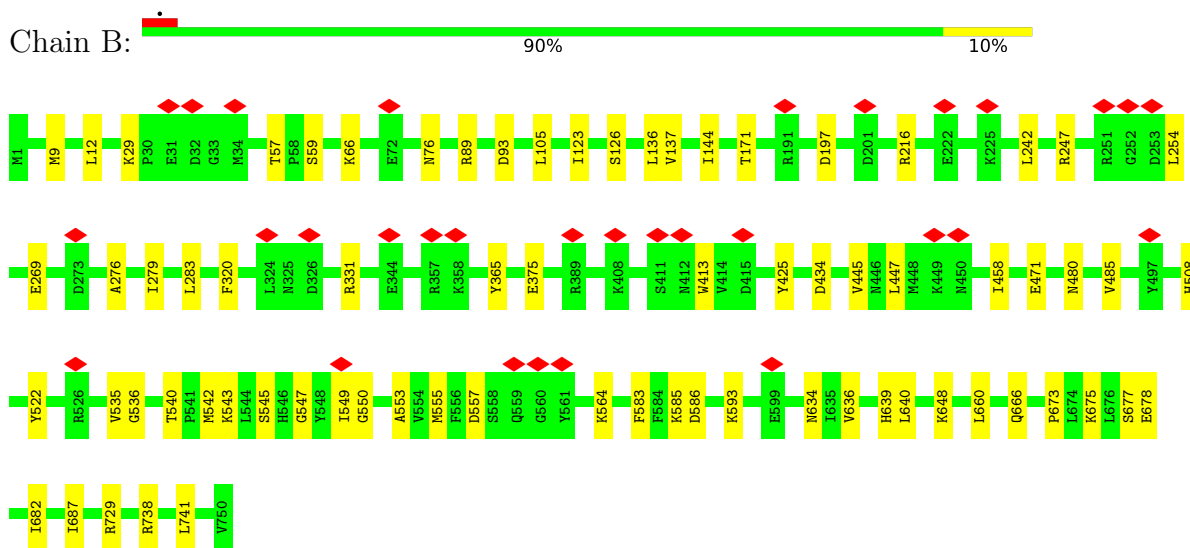 Chain B:
•
90%
10%
M1 M9 L12 K29 P30 E31 D32 G33 M34 T57 P58 S59 K66 E72 N76 R89 D93 L105 I123 S126 L136 V137 I144 T171 R191 D197 D201 R216 E222 K225 L242 R247 R251 G252 D253 L254
E269 D273 A276 I279 L283 F320 L324 N325 D326 R331 E344 R357 K358 Y365 E375 R389 K408 S411 N412 W413 V414 D415 Y425 D434 V445 N446 L447 M448 K449 N450 I458 E471 N480 V485 Y497 H508
Y522 R526 V535 G536 T540 P541 M542 K543 L544 S545 H546 G547 Y548 I549 G550 A553 V554 M555 F556 D557 S558 Q559 G560 Y561 K564 F583 F584 K585 D586 K593 E599 N634 I635 V636 H639 L640 K648 L660 Q666 P673 L674 K675 L676 S677 E678
I682 I687 R729 R738 L741 V750